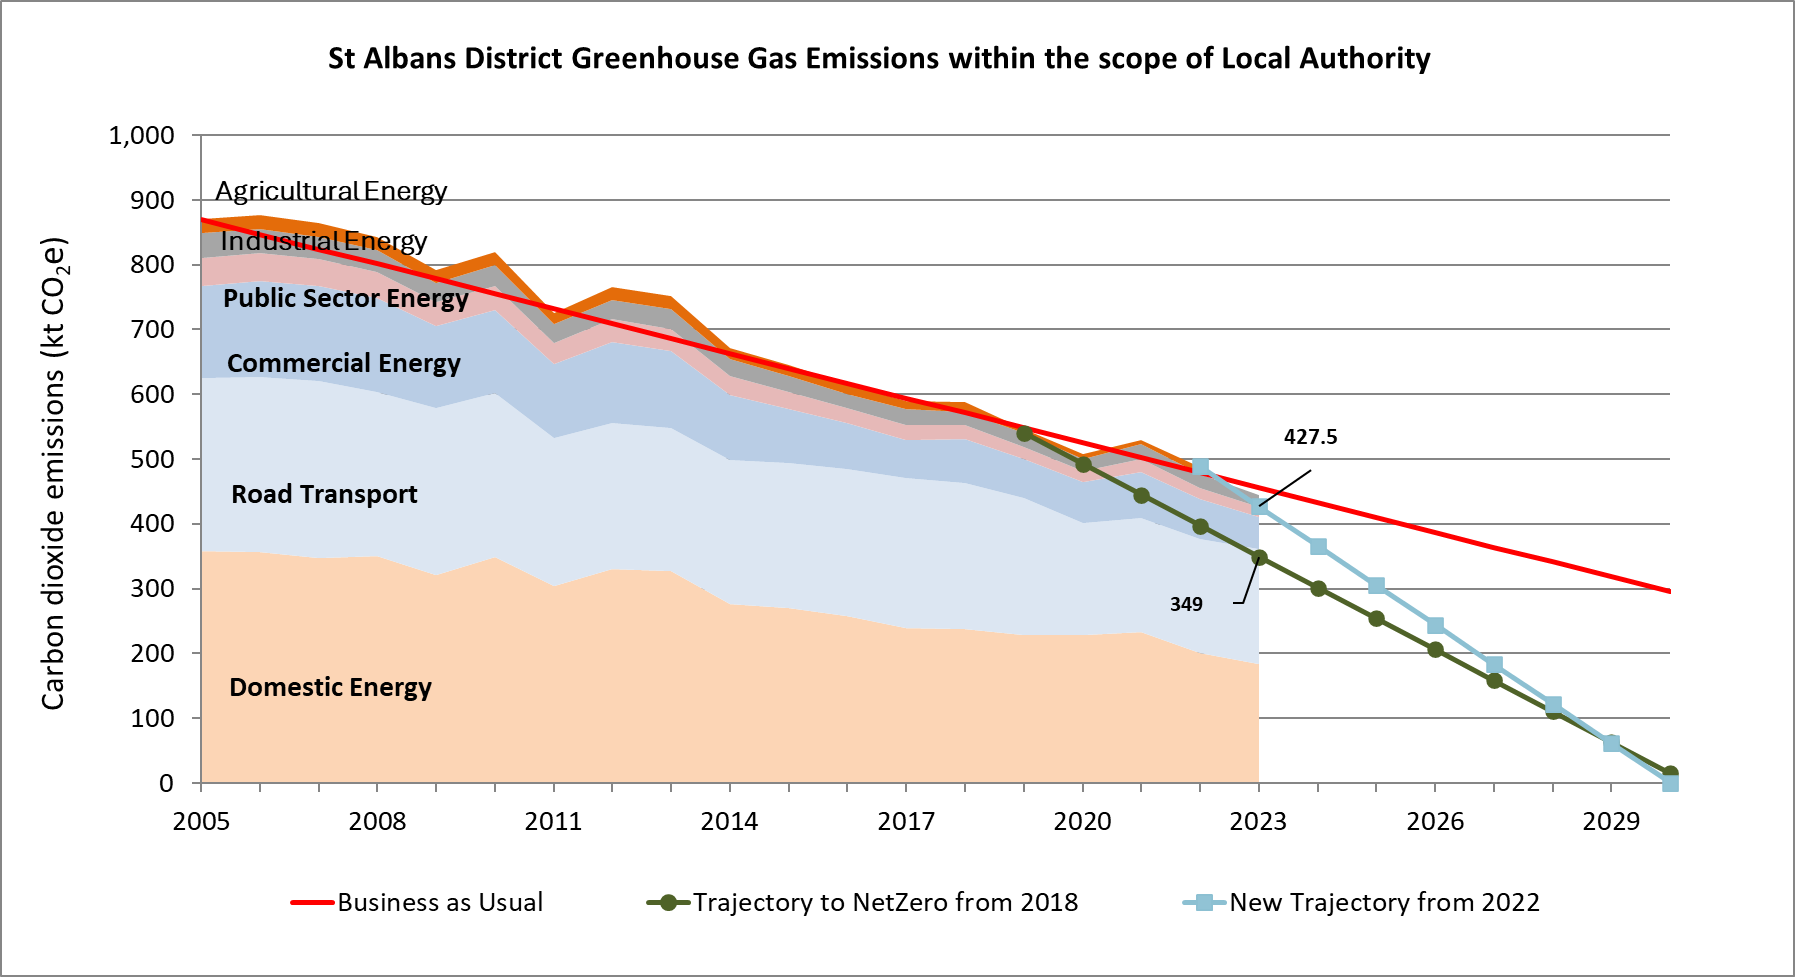 St Albans District Greenhouse Gas Emissions within the scope of Local Authority
Carbon dioxide emissions (kt CO₂e)
1,000
900
800
700
600
500
400
300
200
100
0
Agricultural Energy
Industrial Energy
Public Sector Energy
Commercial Energy
Road Transport
Domestic Energy
427.5
349
2005 2008 2011 2014 2017 2020 2023 2026 2029
Business as Usual Trajectory to NetZero from 2018 New Trajectory from 2022